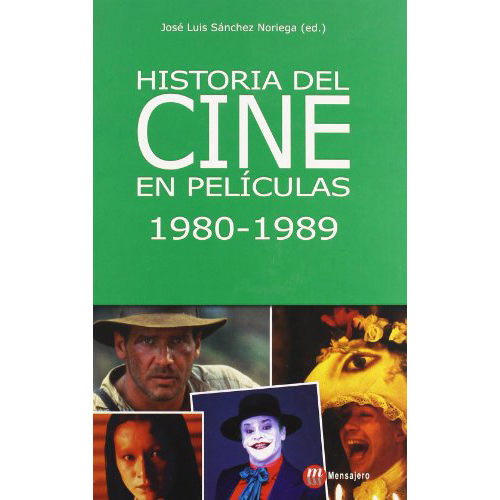 José Luis Sánchez Noriega (ed.)
HISTORIA DEL
CINE
EN PELÍCULAS
1980-1989
m Mensajero